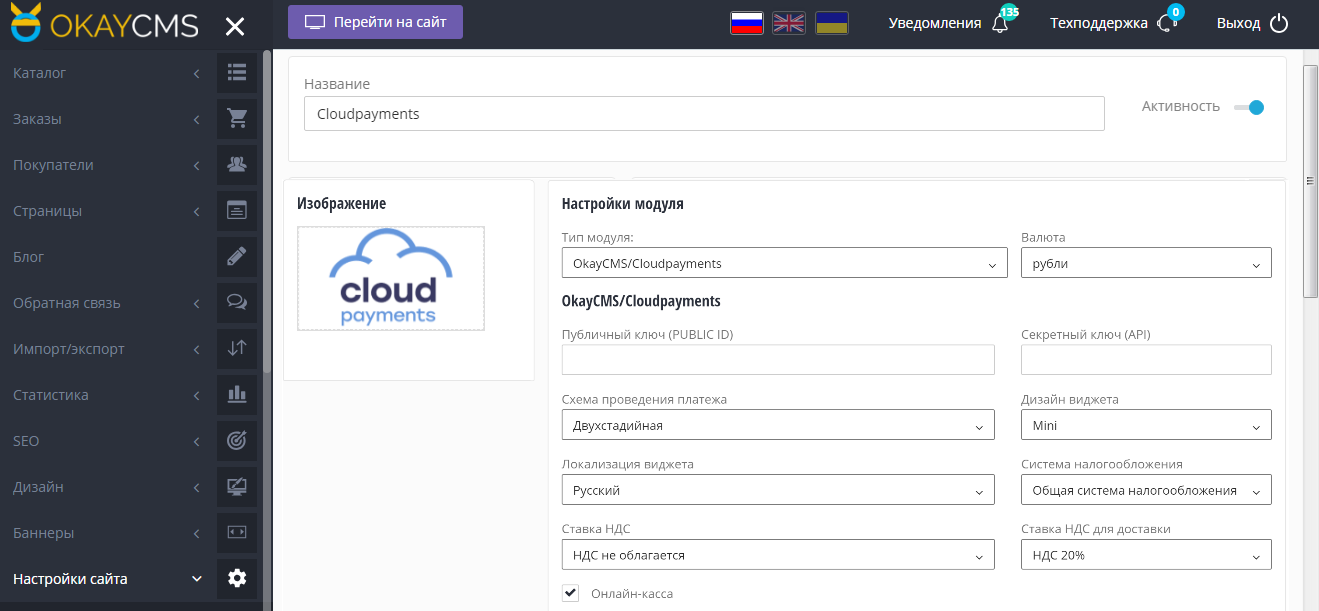 OKAYCMS
Перейти на сайт
Уведомления
135
Техподдержка
0
Выход
Каталог
Заказы
Покупатели
Страницы
Блог
Обратная связь
Импорт/экспорт
Статистика
SEO
Дизайн
Баннеры
Настройки сайта
Название
Cloudpayments
Активность
Изображение
cloud
payments
Настройки модуля
Тип модуля:
Валюта
OkayCMS/Cloudpayments
рубли
OkayCMS/Cloudpayments
Публичный ключ (PUBLIC ID)
Секретный ключ (API)
Схема проведения платежа
Дизайн виджета
Двухстадийная
Mini
Локализация виджета
Система налогообложения
Русский
Общая система налогообложения
Ставка НДС
Ставка НДС для доставки
НДС не облагается
НДС 20%
Онлайн-касса